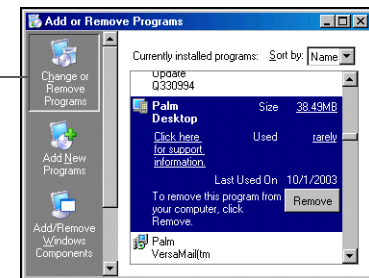 Add or Remove Programs
Change or
Remove
Programs
Add New
Programs
Add/Remove
Windows
Components
Currently installed programs: Sort by: Name
Update
Q330994
Palm
Desktop
Size 38.49MB
Click here
for support
information.
Used rarely
Last Used On 10/1/2003
To remove this program from
your computer, click
Remove.
Remove
Palm
VersaMail(tm